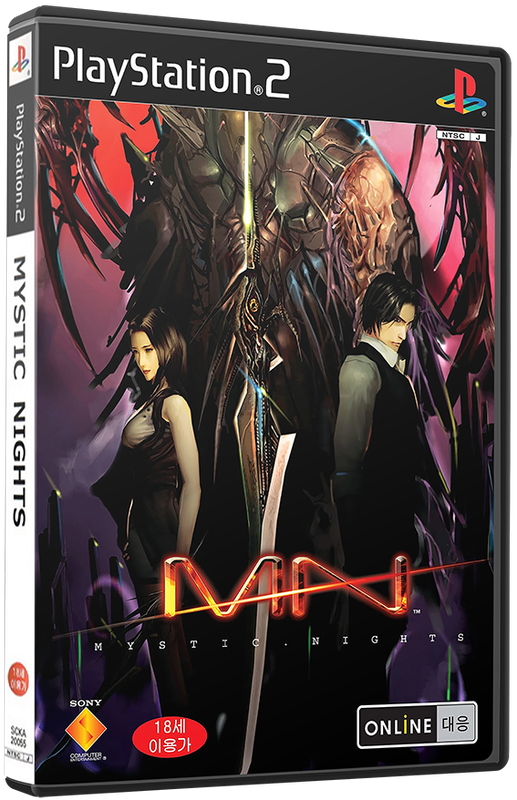 PlayStation®2
NTSC J
MN™
MYSTIC.NIGHTS
SONY
COMPUTER
ENTERTAINMENT®
18세
이용가
ONLINE 대응
PlayStation®2
MYSTIC NIGHTS
18세
이용가
SCKA
20055
NTSC J